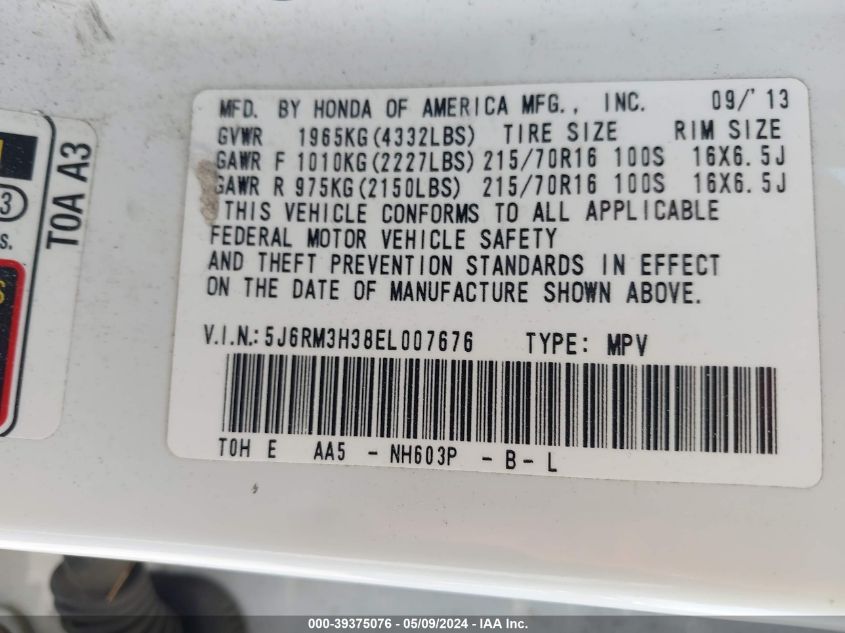 MFD. BY HONDA OF AMERICA MFG., INC. 09/'13
GVWR 1965KG(4332LBS) TIRE SIZE RIM SIZE
GAWR F 1010KG(2227LBS) 215/70R16 100S 16X6.5J
GAWR R 975KG(2150LBS) 215/70R16 100S 16X6.5J
THIS VEHICLE CONFORMS TO ALL APPLICABLE
FEDERAL MOTOR VEHICLE SAFETY
AND THEFT PREVENTION STANDARDS IN EFFECT
ON THE DATE OF MANUFACTURE SHOWN ABOVE.
V.I.N.: 5J6RM3H38EL007676 TYPE: MPV
T0H E AA5 - NH603P - B - L
T0A A3
3
s.
S
000-39375076 - 05/09/2024 - IAA Inc.